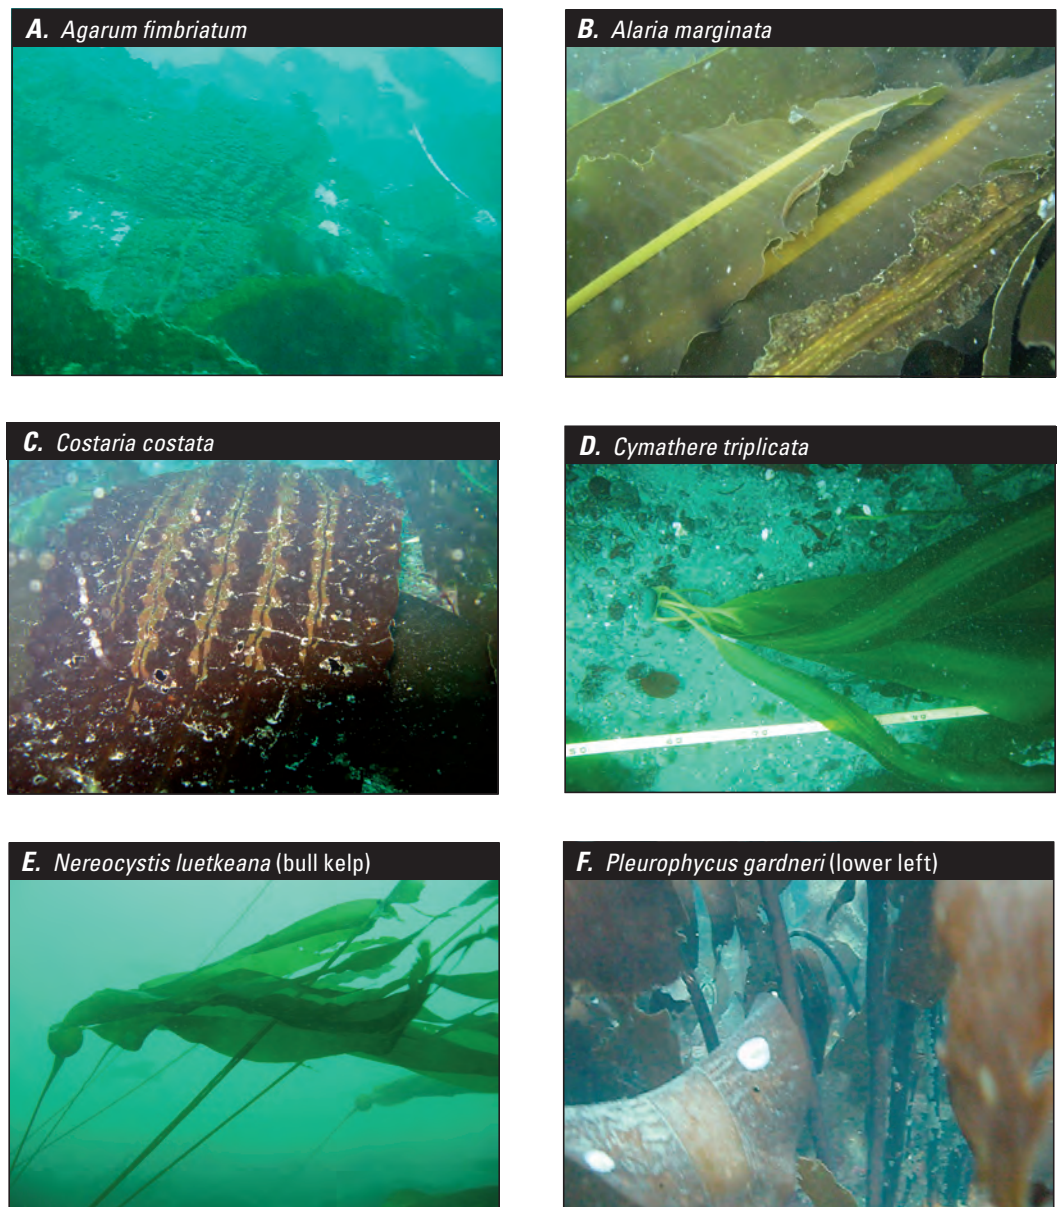 A. Agarum fimbriatum
B. Alaria marginata
C. Costaria costata
D. Cymathere triplicata
E. Nereocystis luetkeana (bull kelp)
F. Pleurophycus gardneri (lower left)